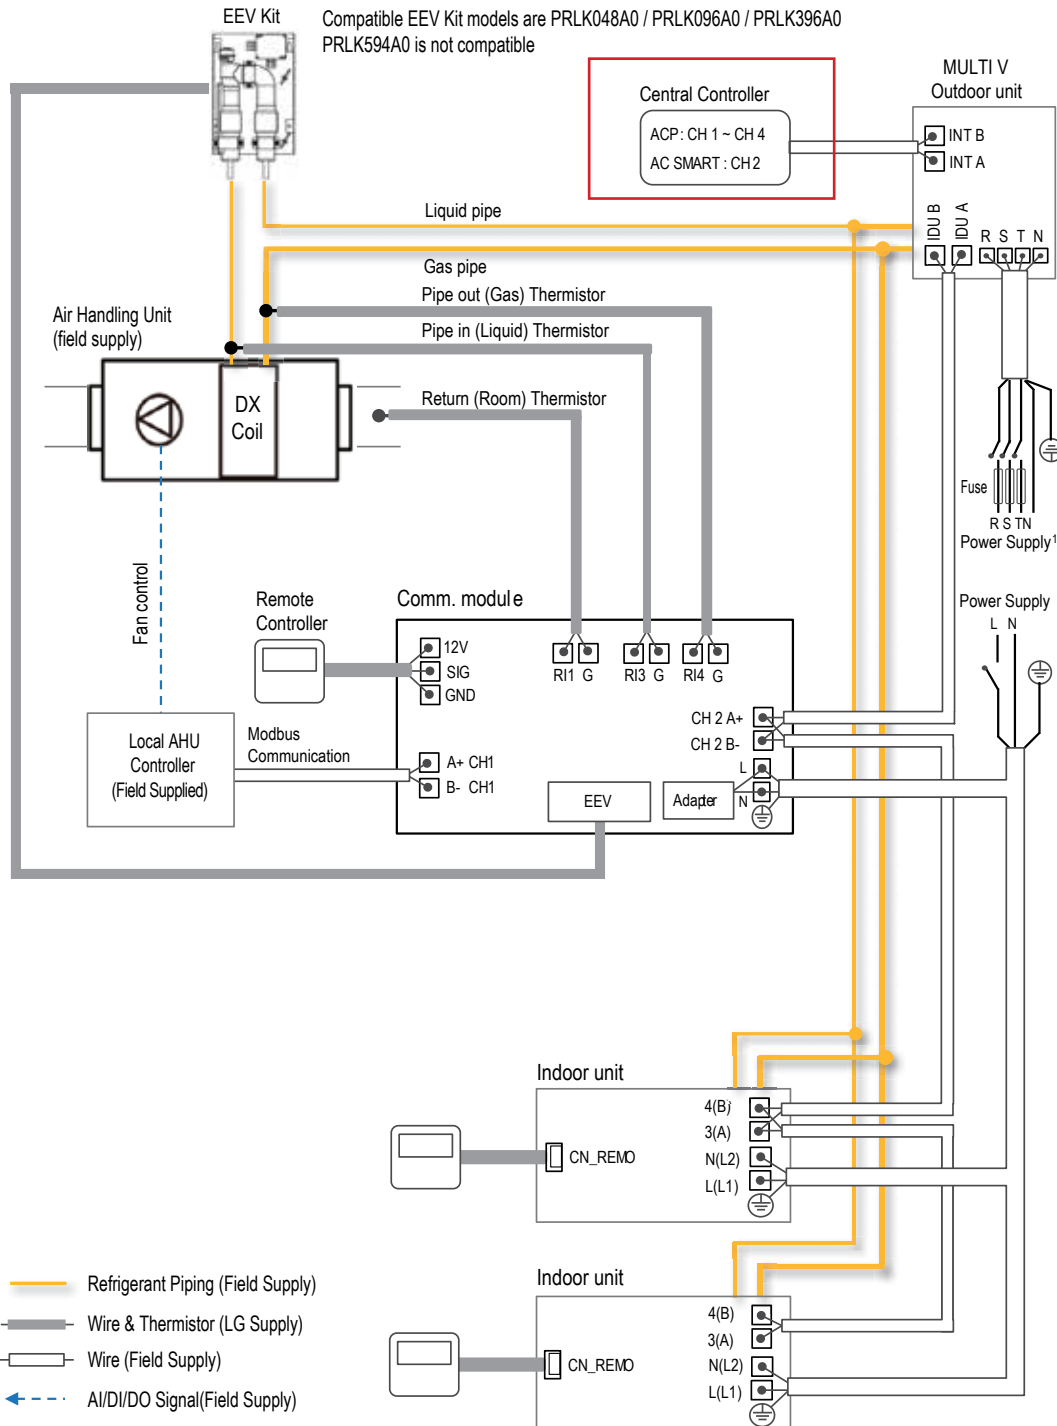 EEV Kit
Compatible EEV Kit models are PRLK048A0 / PRLK096A0 / PRLK396A0
PRLK594A0 is not compatible
MULTI V
Outdoor unit
Central Controller
ACP: CH 1 ~ CH 4
AC SMART : CH 2
INT B
INT A
IDU B
IDU A
R S T N
Liquid pipe
Gas pipe
Pipe out (Gas) Thermistor
Pipe in (Liquid) Thermistor
Return (Room) Thermistor
Air Handling Unit
(field supply)
DX
Coil
Fuse
R S TN
Power Supply¹
Power Supply
L N
Fan control
Remote
Controller
Comm. module
12V
SIG
GND
RI1 G
RI3 G
RI4 G
CH 2 A+
CH 2 B-
L
N
Local AHU
Controller
(Field Supplied)
Modbus
Communication
A+ CH1
B- CH1
EEV
Adapter
Indoor unit
4(B)
3(A)
N(L2)
L(L1)
CN_REMO
Indoor unit
4(B)
3(A)
N(L2)
L(L1)
CN_REMO
Refrigerant Piping (Field Supply)
Wire & Thermistor (LG Supply)
Wire (Field Supply)
AI/DI/DO Signal(Field Supply)